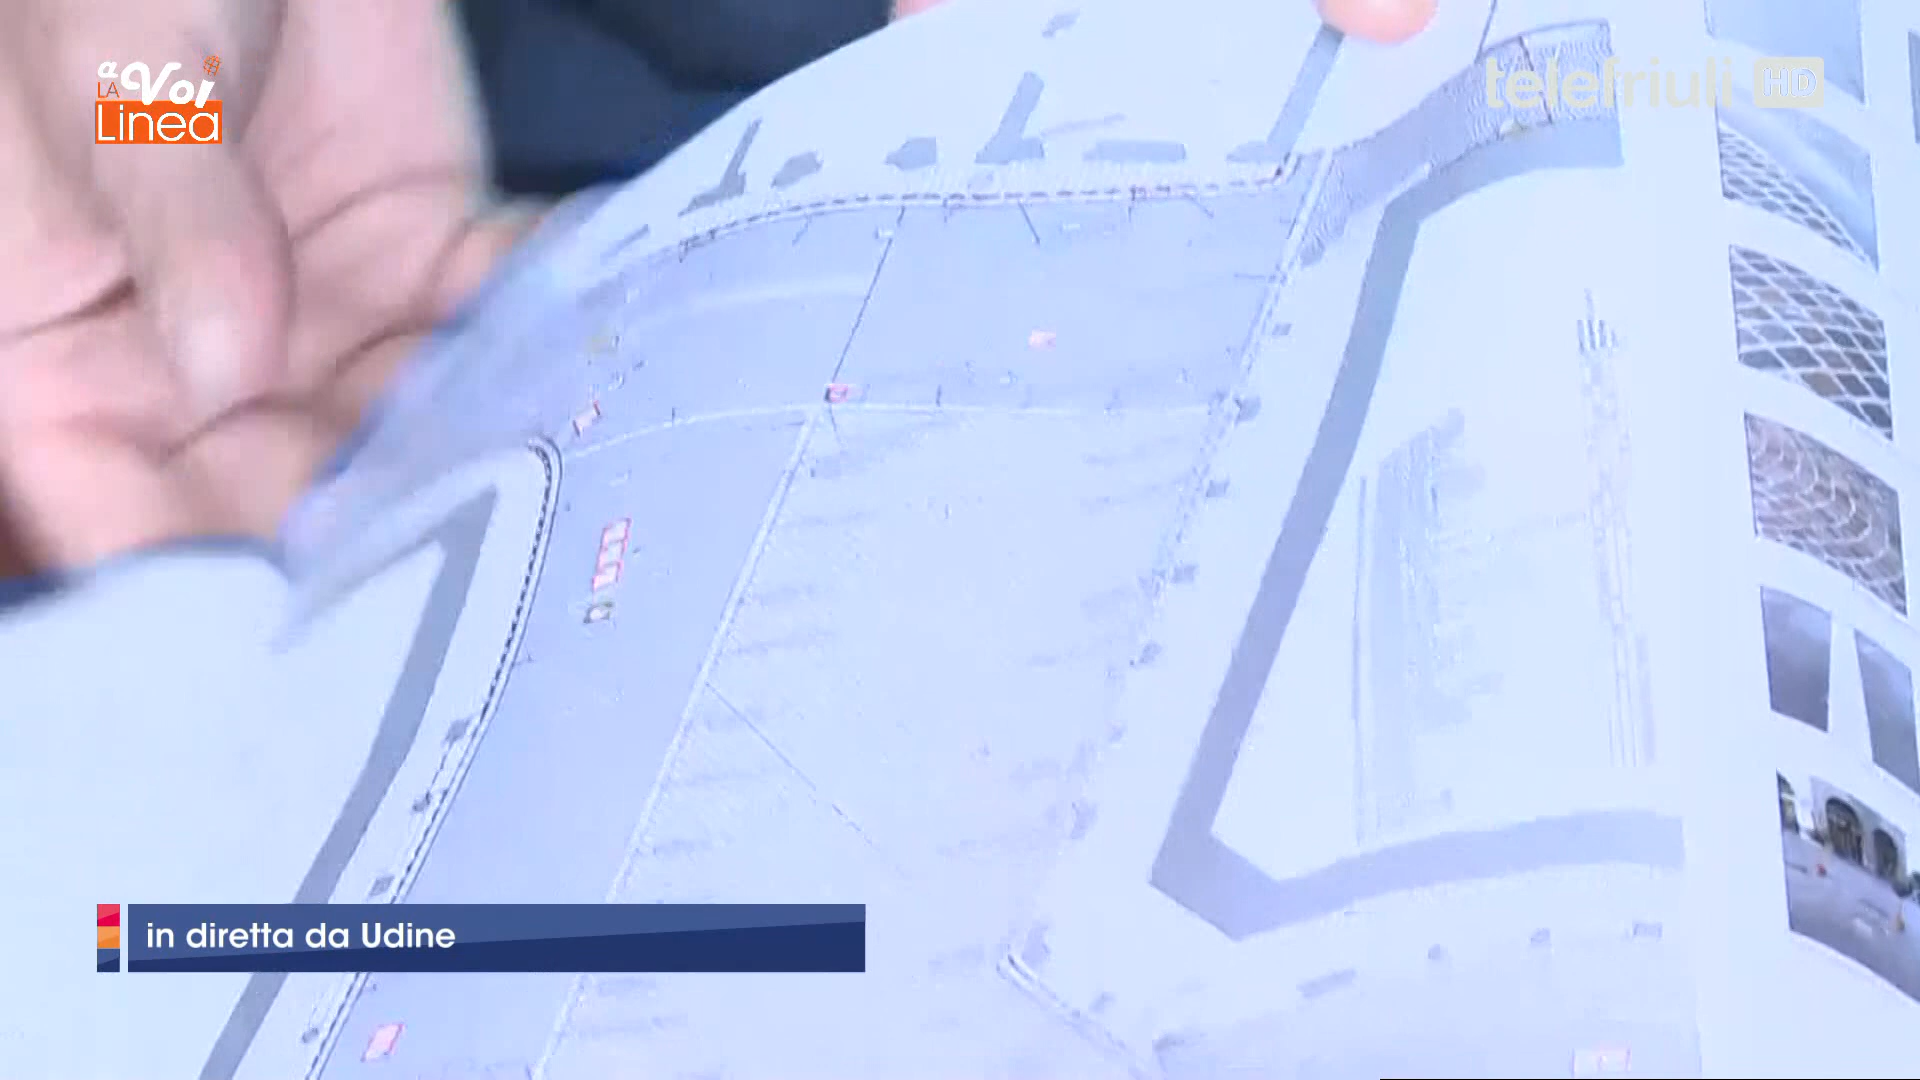 a Voi
LA
Linea
telefriuli HD
in diretta da Udine